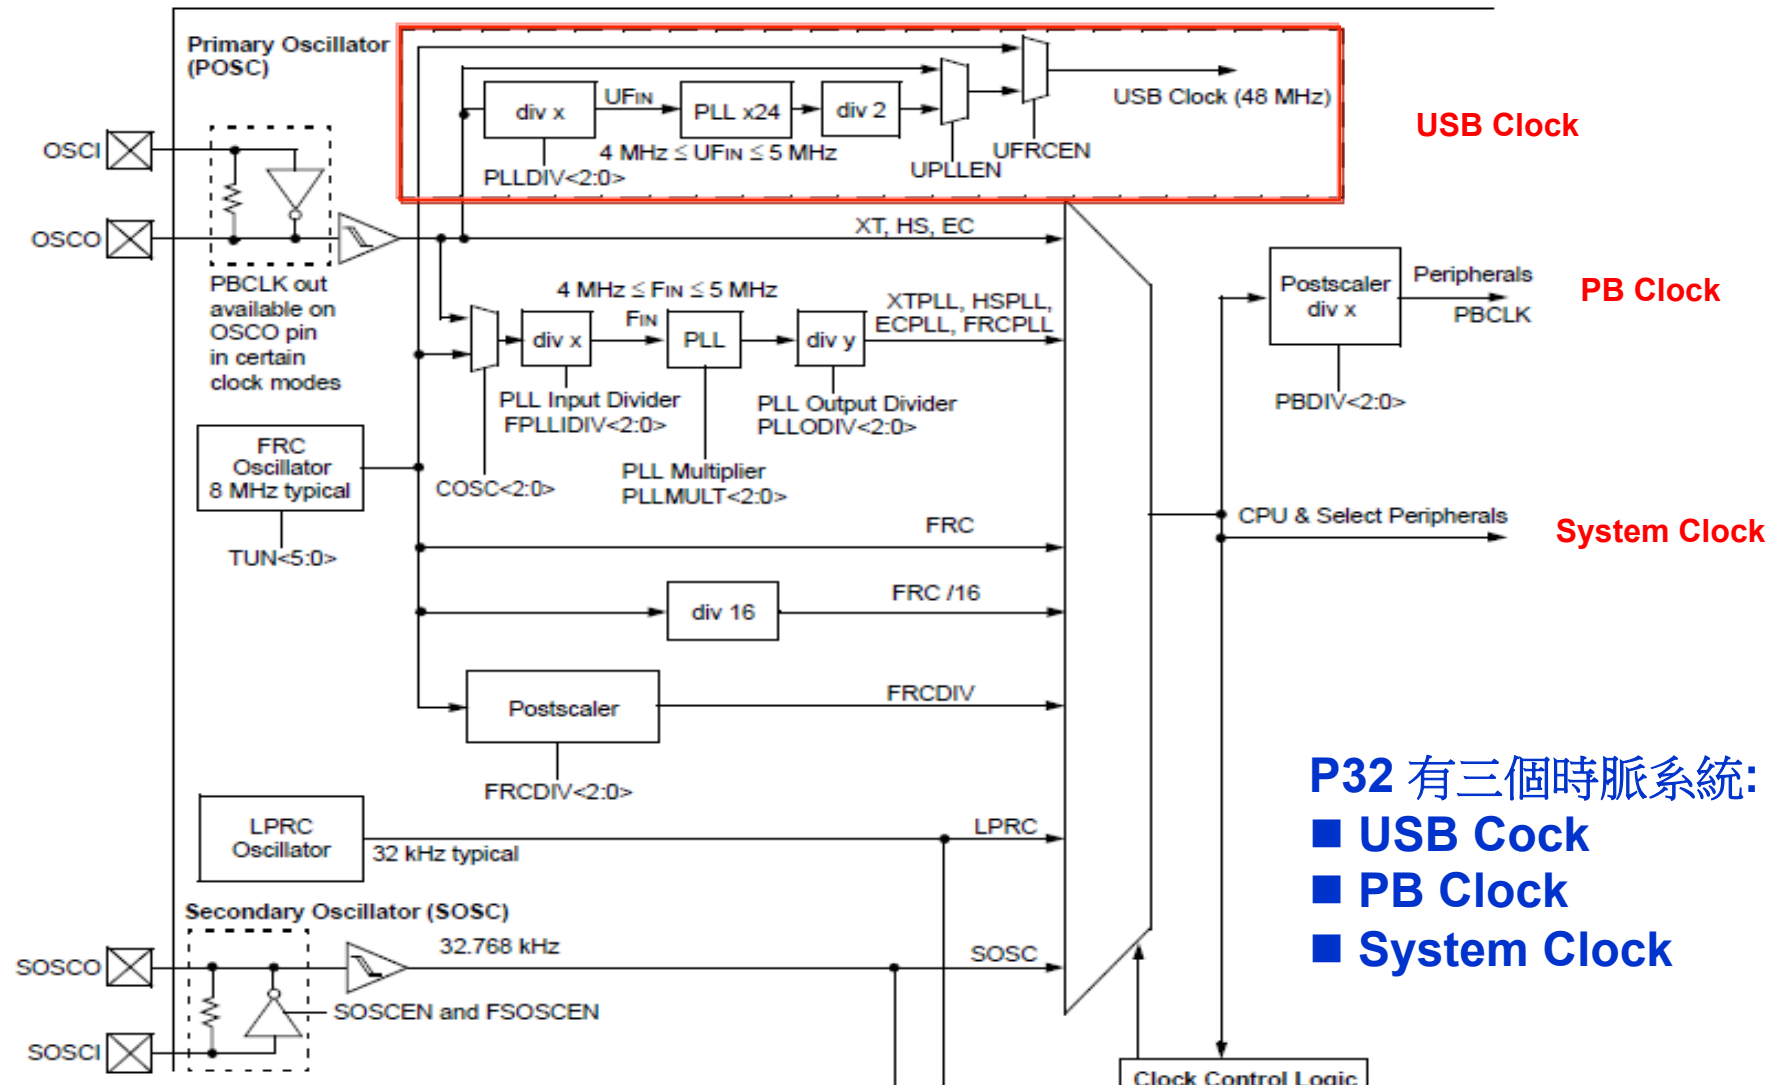 Primary Oscillator
(POSC)
div x
UFIN
PLL x24
div 2
USB Clock (48 MHz)
USB Clock
4 MHz ≤ UFIN ≤ 5 MHz
UFRCEN
UPLLEN
PLLDIV<2:0>
OSCI
OSCO
XT, HS, EC
PBCLK out
available on
OSCO pin
in certain
clock modes
4 MHz ≤ FIN ≤ 5 MHz
FIN
div x
PLL
div y
XTPLL, HSPLL,
ECPLL, FRCPLL
Postscaler
div x
Peripherals
PBCLK
PB Clock
PBDIV<2:0>
PLL Input Divider
FPLLIDIV<2:0>
PLL Output Divider
PLLODIV<2:0>
PLL Multiplier
PLLMULT<2:0>
COSC<2:0>
FRC
Oscillator
8 MHz typical
TUN<5:0>
FRC
CPU & Select Peripherals
System Clock
div 16
FRC /16
Postscaler
FRCDIV
FRCDIV<2:0>
LPRC
Oscillator
32 kHz typical
LPRC
Secondary Oscillator (SOSC)
32.768 kHz
SOSCO
SOSC
SOSCEN and FSOSCEN
SOSCI
Clock Control Logic
P32 有三個時脈系統:
■ USB Cock
■ PB Clock
■ System Clock